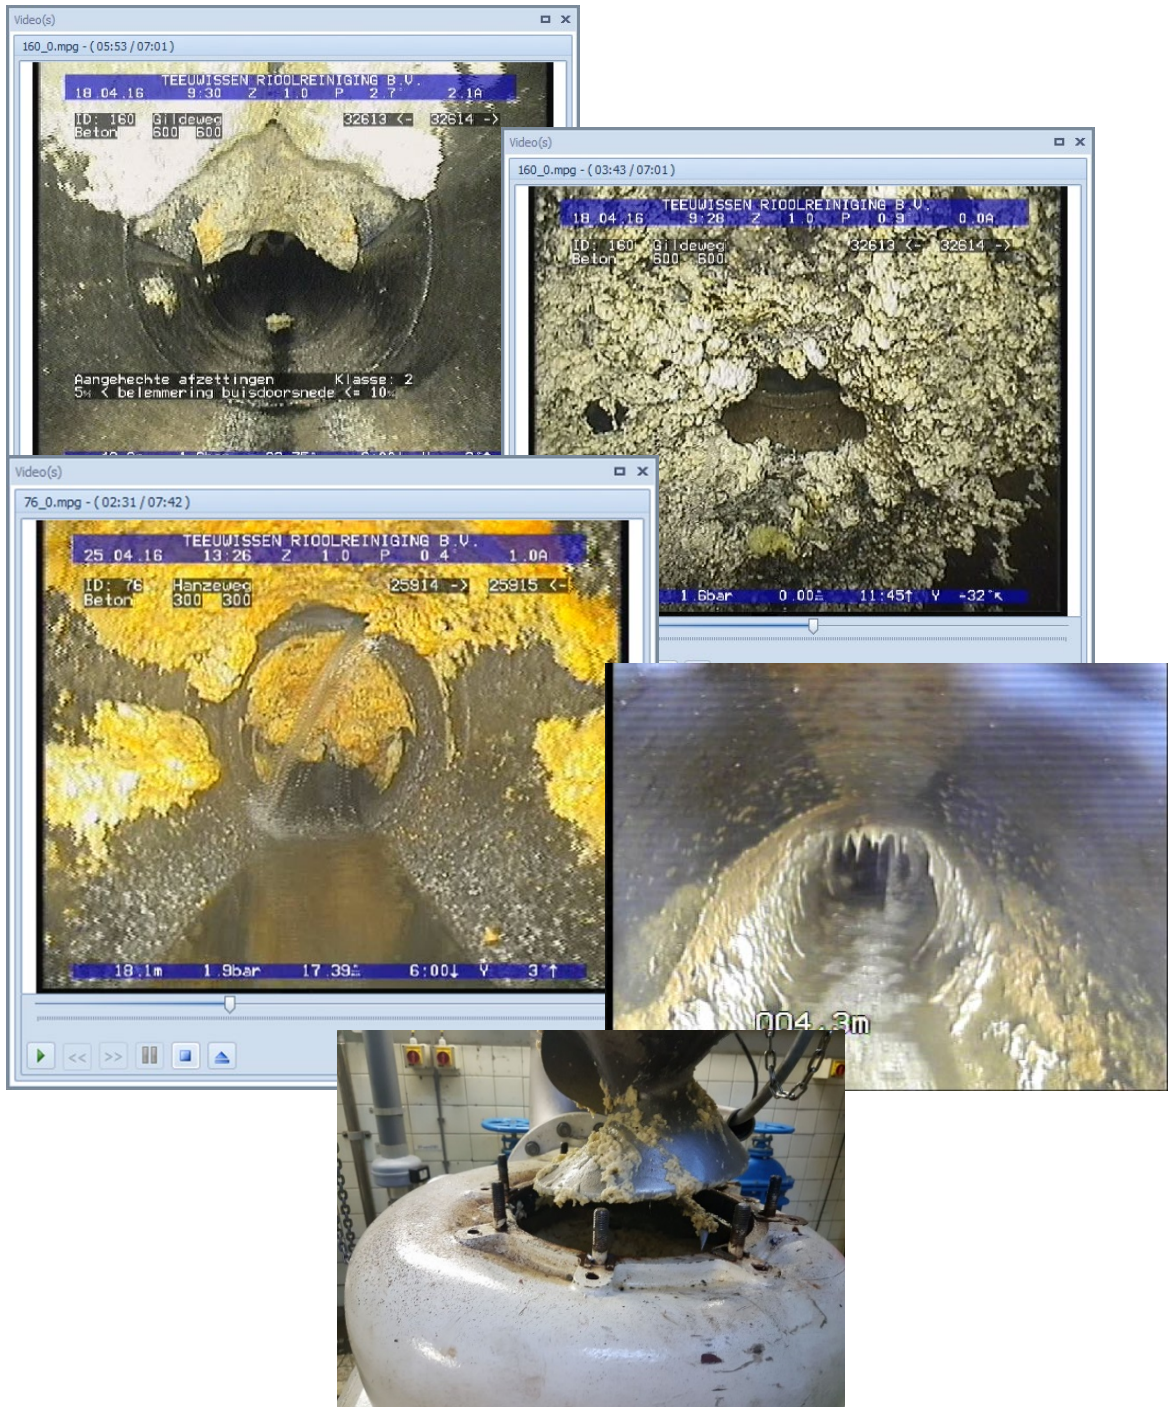 Video(s)
160_0.mpg - ( 05:53 / 07:01 )
TEEUWISSEN RIOOLREINIGING B.V.
18.04.16 9:30 Z 1.0 P 2.7° 2.1A
ID: 160 Gildeweg 32613 <- 32614 ->
Beton 600 600
Aangehechte afzettingen Klasse: 2
5% < belemmering buisdoorsnede <= 10%
Video(s)
160_0.mpg - ( 03:43 / 07:01 )
TEEUWISSEN RIOOLREINIGING B.V.
18.04.16 9:28 Z 1.0 P 0.9 0.0A
ID: 160 Gildeweg 32613 <- 32614 ->
Beton 600 600
1.6bar 0.00 11:45↑ Y -32°↖
Video(s)
76_0.mpg - ( 02:31 / 07:42 )
TEEUWISSEN RIOOLREINIGING B.V.
25.04.16 13:26 Z 1.0 P 0.4° 1.0A
ID: 76 Hanzeweg 25914 -> 25915 <-
Beton 300 300
18.1m 1.9bar 17.39 6:00↓ Y 3°↑
<< >>
004.3m